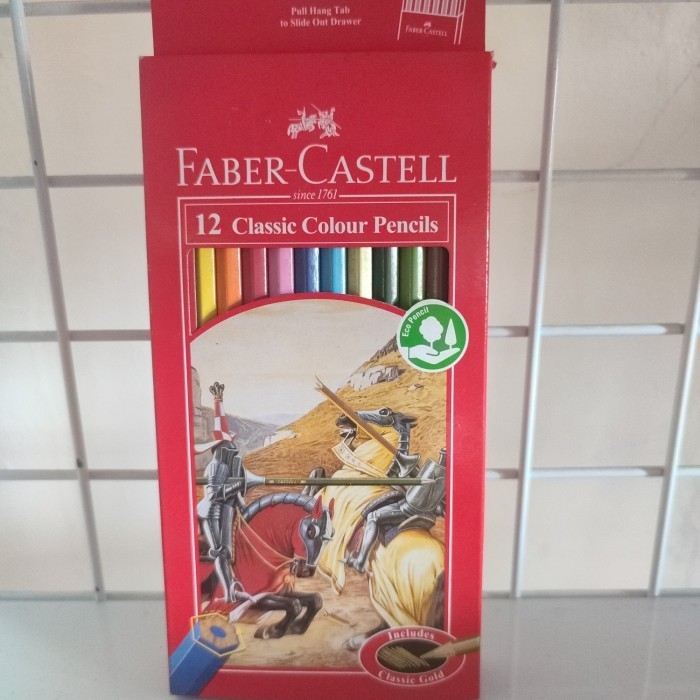 Pull Hang Tab
to Slide Out Drawer
FABER-CASTELL
FABER-CASTELL
since 1761
12 Classic Colour Pencils
Eco Pencil
Includes
Classic Gold